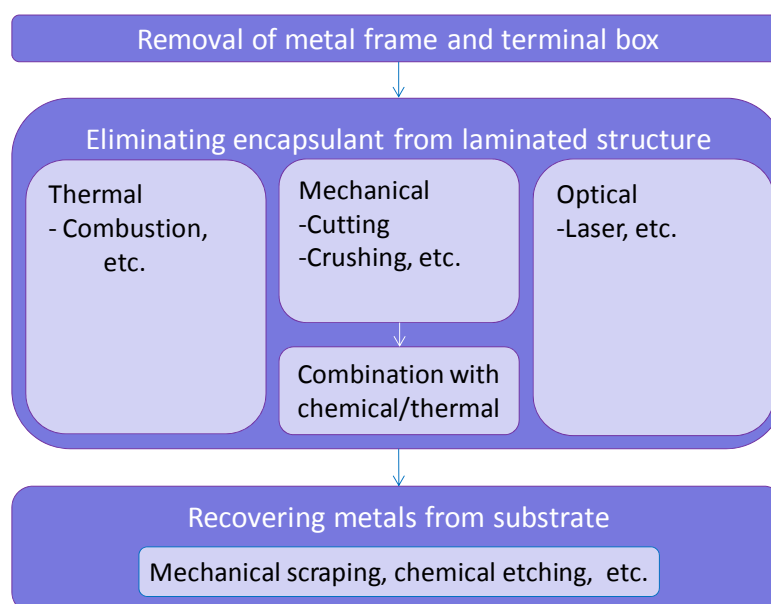 Removal of metal frame and terminal box
Eliminating encapsulant from laminated structure
Thermal
- Combustion,
etc.
Mechanical
-Cutting
-Crushing, etc.
Combination with
chemical/thermal
Optical
-Laser, etc.
Recovering metals from substrate
Mechanical scraping, chemical etching, etc.